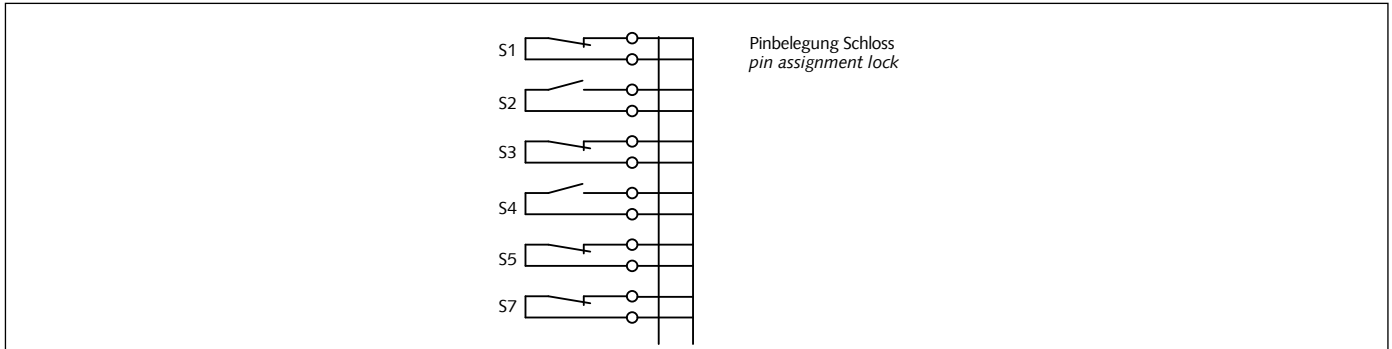 S1
Pinbelegung Schloss
pin assignment lock
S2
S3
S4
S5
S7